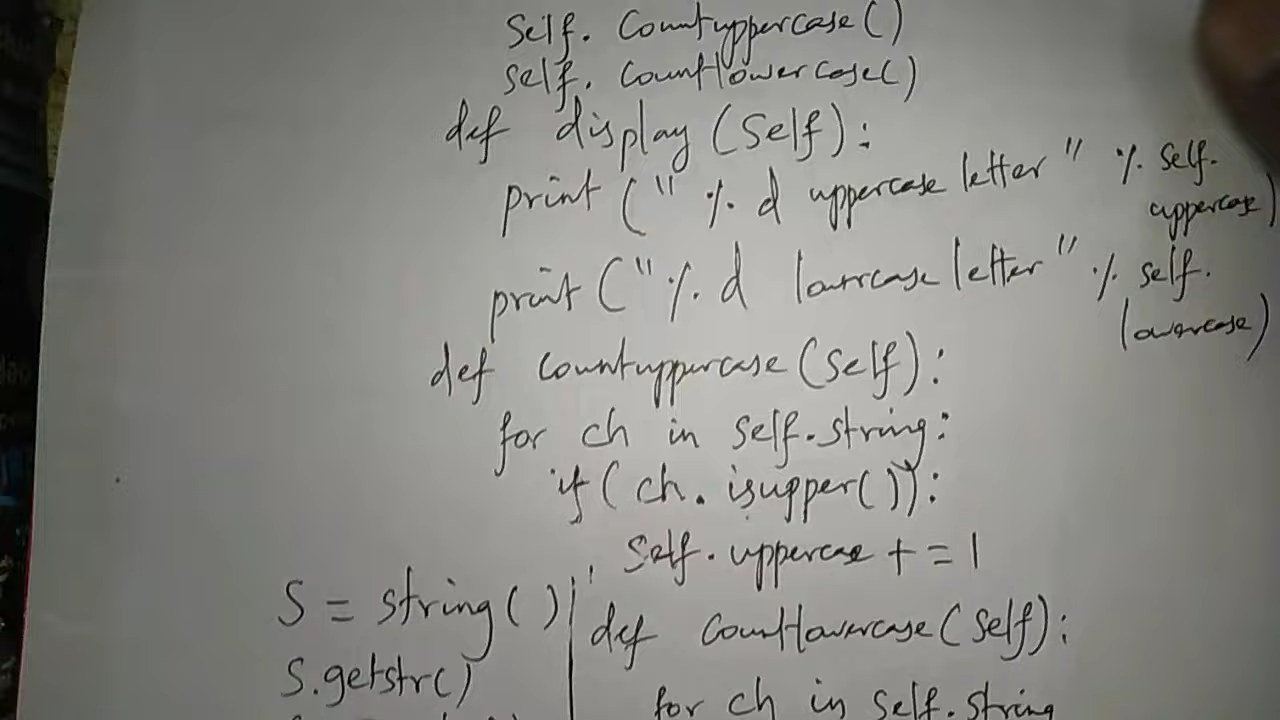 Self. Countuppercase()
self. Countlowercase()
def display (Self):
print (" % d uppercase letter" % self.
uppercase)
print (" % d lowercase letter" % self.
lowercase)
def countuppercase (self):
for ch in self.string:
if (ch. isupper()):
self. uppercase + = 1
S = string()
def countlowercase (self):
S.getstr()
for ch in self.string